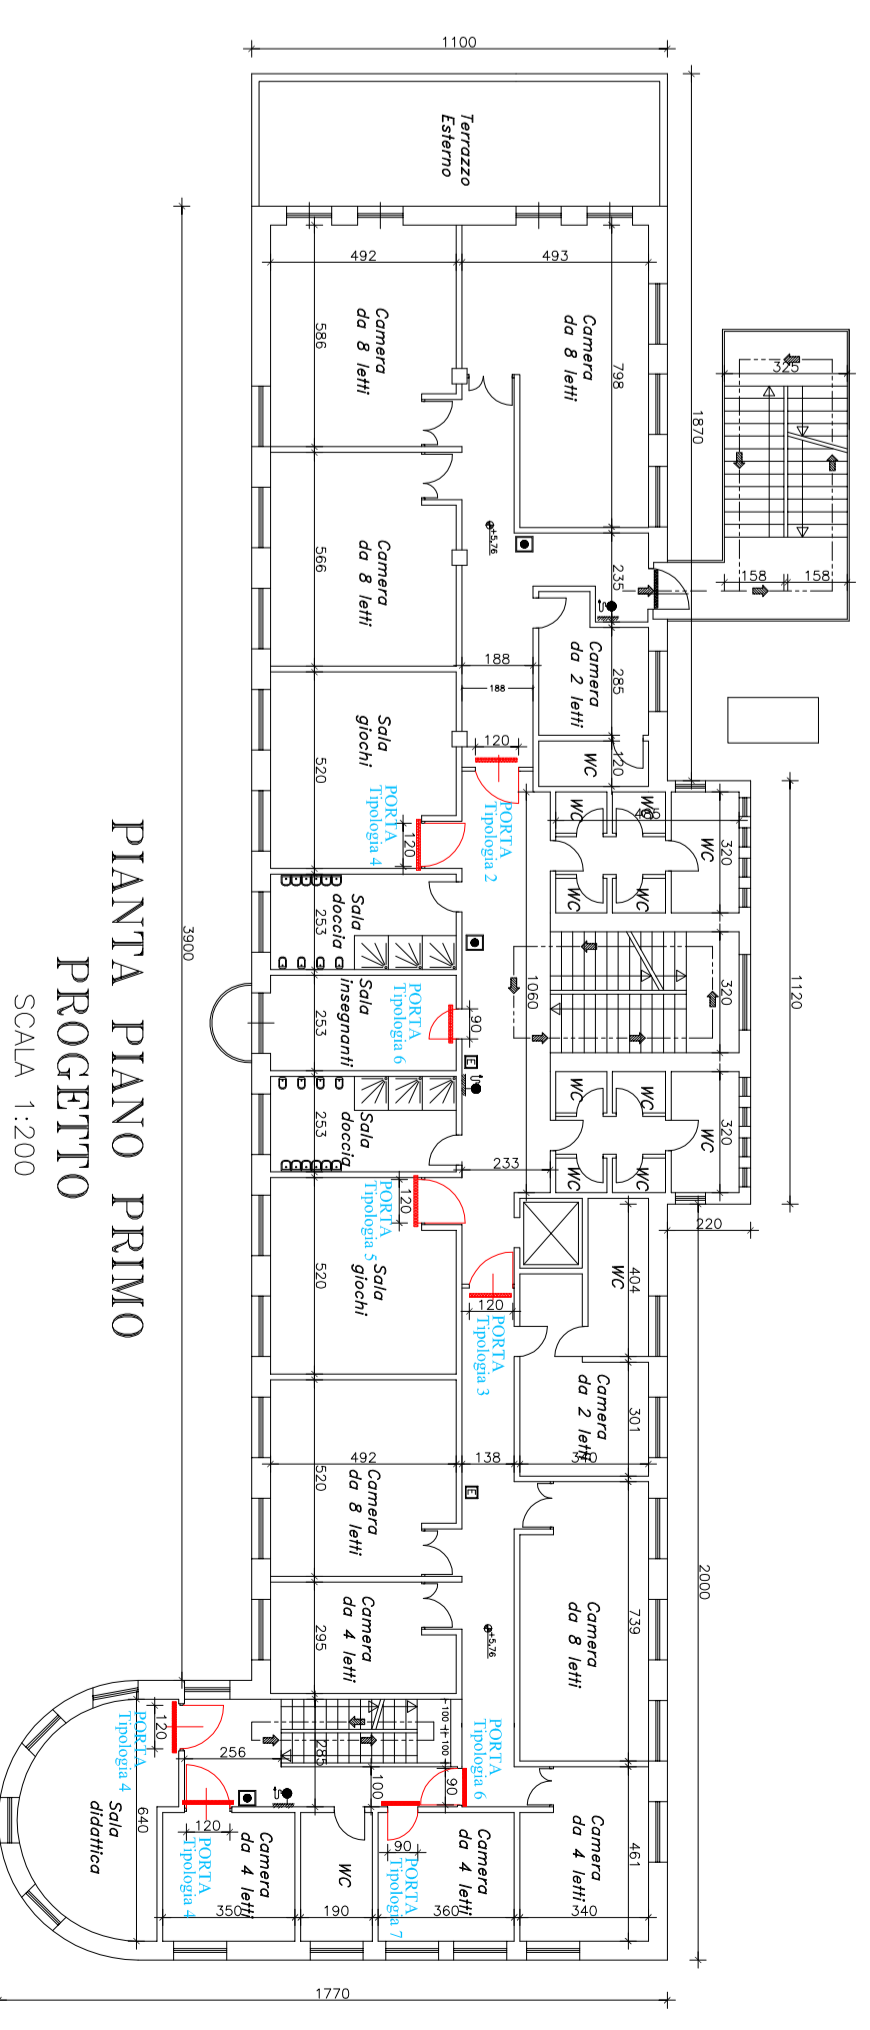 1100
Terrazzo
Esterno
492
493
586
Camera
da 8 letti
Camera
da 8 letti
798
325
1870
158
158
+5.76
566
Camera
da 8 letti
235
188
188
Camera
da 2 letti
285
120
WC
120
Sala
giochi
520
PORTA
Tipologia 4
120
PORTA
Tipologia 2
WC
WC
WC
320
WC
WC
Sala
doccia
253
3900
1060
320
1120
Sala
insegnanti
253
PORTA
Tipologia 6
90
E
Sala
doccia
253
WC
WC
WC
320
WC
WC
233
220
PORTA
Tipologia 5
120
Sala
giochi
520
WC
404
120
PORTA
Tipologia 3
Camera
da 2 letti
301
492
138
340
520
Camera
da 8 letti
E
Camera
da 8 letti
739
2000
Camera
da 4 letti
295
+5.76
100
100
PORTA
Tipologia 6
120
PORTA
Tipologia 4
256
285
100
90
640
Sala
didattica
120
PORTA
Tipologia 4
Camera
da 4 letti
350
WC
190
90
PORTA
Tipologia 7
Camera
da 4 letti
360
Camera
da 4 letti
461
340
1770
PIANTA PIANO PRIMO
PROGETTO
SCALA 1:200